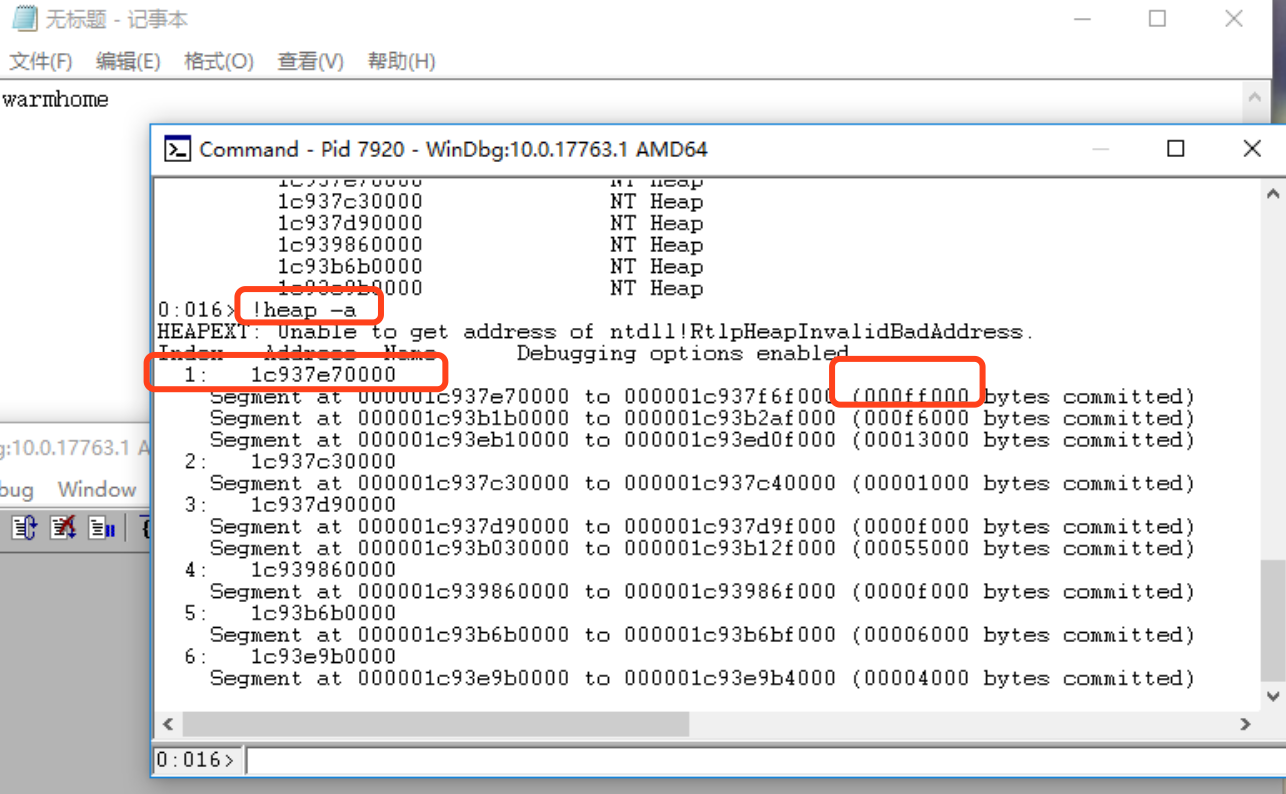 无标题 - 记事本
文件(F) 编辑(E) 格式(O) 查看(V) 帮助(H)
warmhome
Command - Pid 7920 - WinDbg:10.0.17763.1 AMD64
1c937e70000 NT Heap
1c937c30000 NT Heap
1c937d90000 NT Heap
1c939860000 NT Heap
1c93b6b0000 NT Heap
1c93e9b0000 NT Heap
0:016> !heap -a
HEAPEXT: Unable to get address of ntdll!RtlpHeapInvalidBadAddress.
Index Address Name Debugging options enabled
1: 1c937e70000
Segment at 000001c937e70000 to 000001c937f6f000 (000ff000 bytes committed)
Segment at 000001c93b1b0000 to 000001c93b2af000 (000f6000 bytes committed)
Segment at 000001c93eb10000 to 000001c93ed0f000 (00013000 bytes committed)
2: 1c937c30000
Segment at 000001c937c30000 to 000001c937c40000 (00001000 bytes committed)
3: 1c937d90000
Segment at 000001c937d90000 to 000001c937d9f000 (0000f000 bytes committed)
Segment at 000001c93b030000 to 000001c93b12f000 (00055000 bytes committed)
4: 1c939860000
Segment at 000001c939860000 to 000001c93986f000 (0000f000 bytes committed)
5: 1c93b6b0000
Segment at 000001c93b6b0000 to 000001c93b6bf000 (00006000 bytes committed)
6: 1c93e9b0000
Segment at 000001c93e9b0000 to 000001c93e9b4000 (00004000 bytes committed)
0:016>
g:10.0.17763.1 A
bug Window